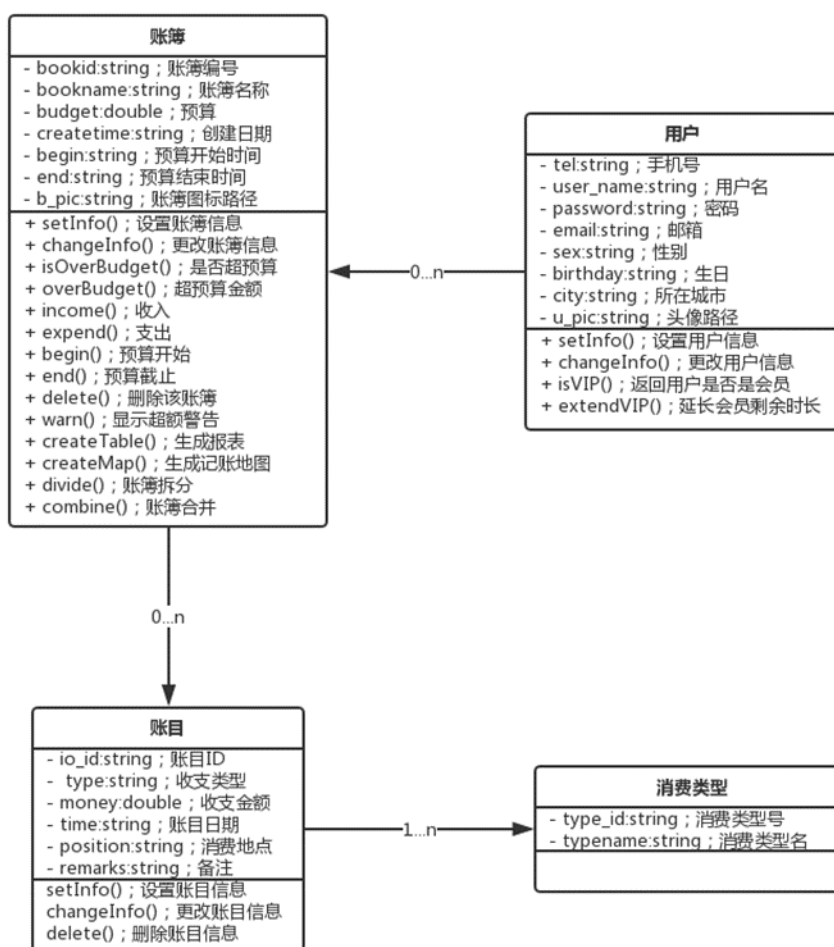 账簿
- bookid:string；账簿编号
- bookname:string；账簿名称
- budget:double；预算
- createtime:string；创建日期
- begin:string；预算开始时间
- end:string；预算结束时间
- b_pic:string；账簿图标路径
+ setInfo()；设置账簿信息
+ changeInfo()；更改账簿信息
+ isOverBudget()；是否超预算
+ overBudget()；超预算金额
+ income()；收入
+ expend()；支出
+ begin()；预算开始
+ end()；预算截止
+ delete()；删除该账簿
+ warn()；显示超额警告
+ createTable()；生成报表
+ createMap()；生成记账地图
+ divide()；账簿拆分
+ combine()；账簿合并
用户
- tel:string；手机号
- user_name:string；用户名
- password:string；密码
- email:string；邮箱
- sex:string；性别
- birthday:string；生日
- city:string；所在城市
- u_pic:string；头像路径
+ setInfo()；设置用户信息
+ changeInfo()；更改用户信息
+ isVIP()；返回用户是否是会员
+ extendVIP()；延长会员剩余时长
0...n
0...n
账目
- io_id:string；账目ID
- type:string；收支类型
- money:double；收支金额
- time:string；账目日期
- position:string；消费地点
- remarks:string；备注
setInfo()；设置账目信息
changeInfo()；更改账目信息
delete()；删除账目信息
1...n
消费类型
- type_id:string；消费类型号
- typename:string；消费类型名